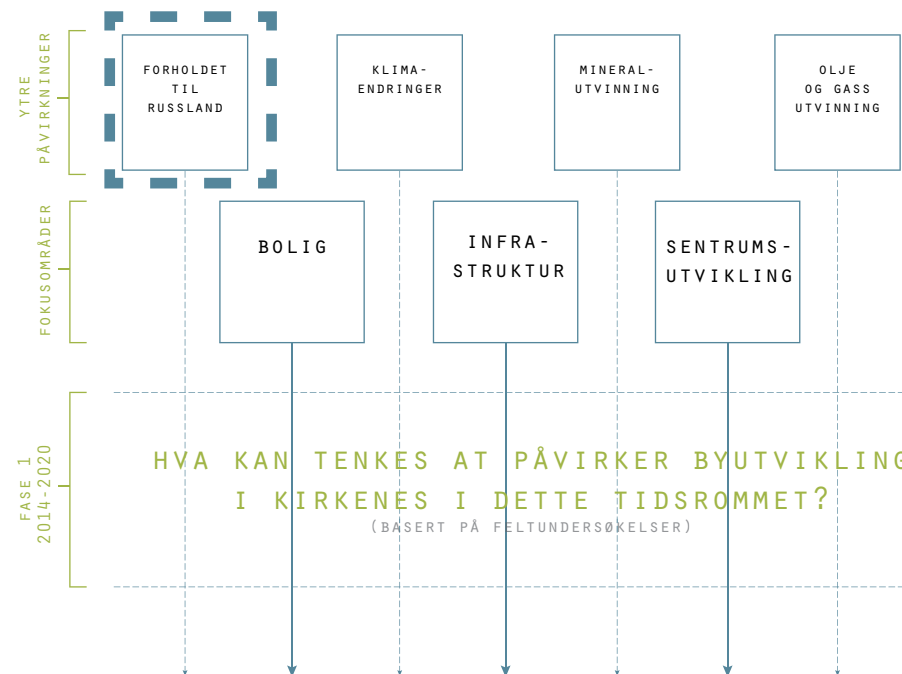 YTRE
PÅVIRKNINGER
FORHOLDET
TIL
RUSSLAND
KLIMA-
ENDRINGER
MINERAL-
UTVINNING
OLJE
OG GASS
UTVINNING
FOKUSOMRÅDER
BOLIG
INFRA-
STRUKTUR
SENTRUMS-
UTVIKLING
FASE 1
2014-2020
HVA KAN TENKES AT PÅVIRKER BYUTVIKLING
I KIRKENES I DETTE TIDSROMMET?
(BASERT PÅ FELTUNDERSØKELSER)